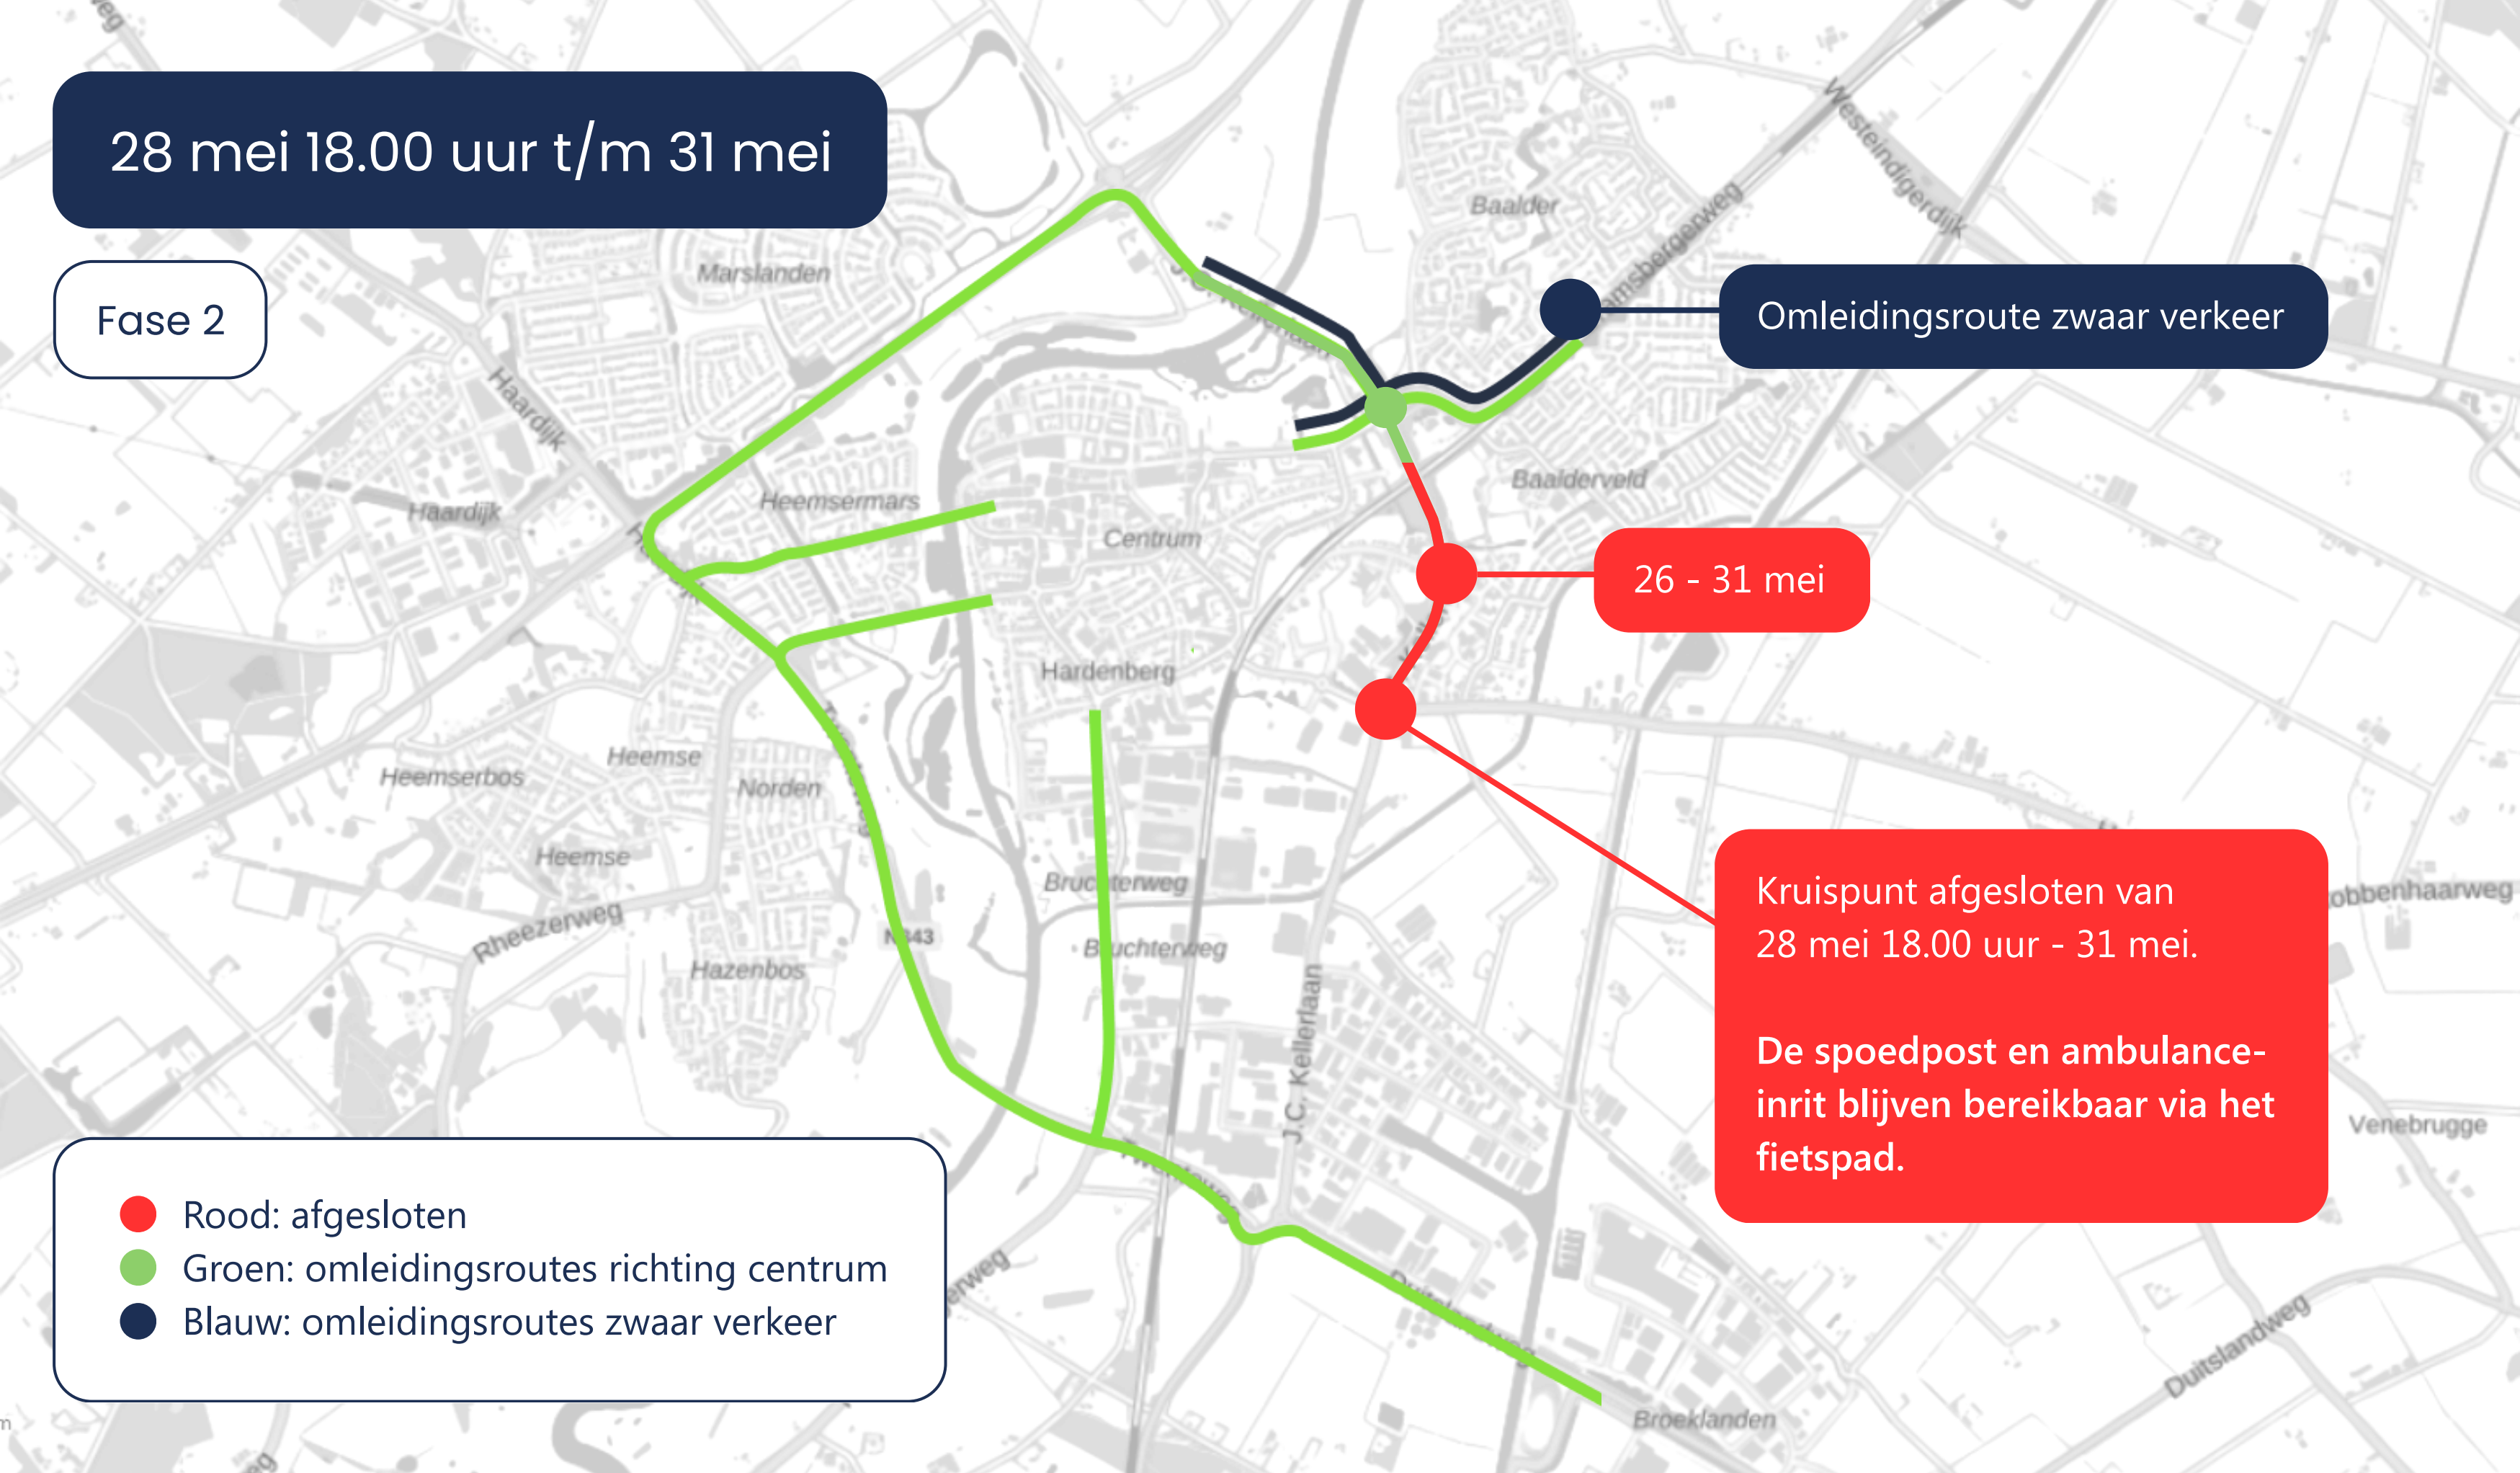 28 mei 18.00 uur t/m 31 mei
Fase 2
Westeindigerdijk
Baalder
Marslanden
Omleidingsroute zwaar verkeer
Haardijk
Baalderveld
Heemsermars
Haardijk
Centrum
26 - 31 mei
Hardenberg
Heemse
Heemserbos
Norden
Heemse
Bruchterweg
Rheezerweg
N343
Bruchterweg
Hazenbos
Kruispunt afgesloten van
28 mei 18.00 uur - 31 mei.
De spoedpost en ambulance-
inrit blijven bereikbaar via het
fietspad.
J.C. Kellerlaan
Venebrugge
Rood: afgesloten
Groen: omleidingsroutes richting centrum
Blauw: omleidingsroutes zwaar verkeer
Duitslandweg
Duitslandweg
Broeklanden